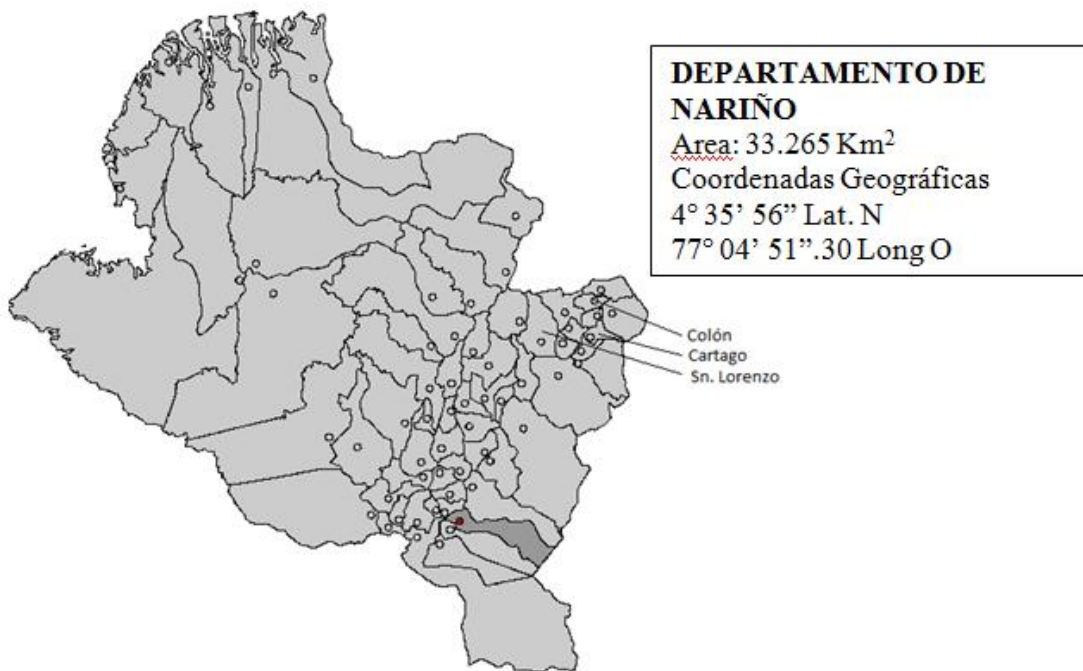 DEPARTAMENTO DE
NARIÑO
Area: 33.265 Km²
Coordenadas Geográficas
4° 35’ 56” Lat. N
77° 04’ 51”.30 Long O
Colón
Cartago
Sn. Lorenzo